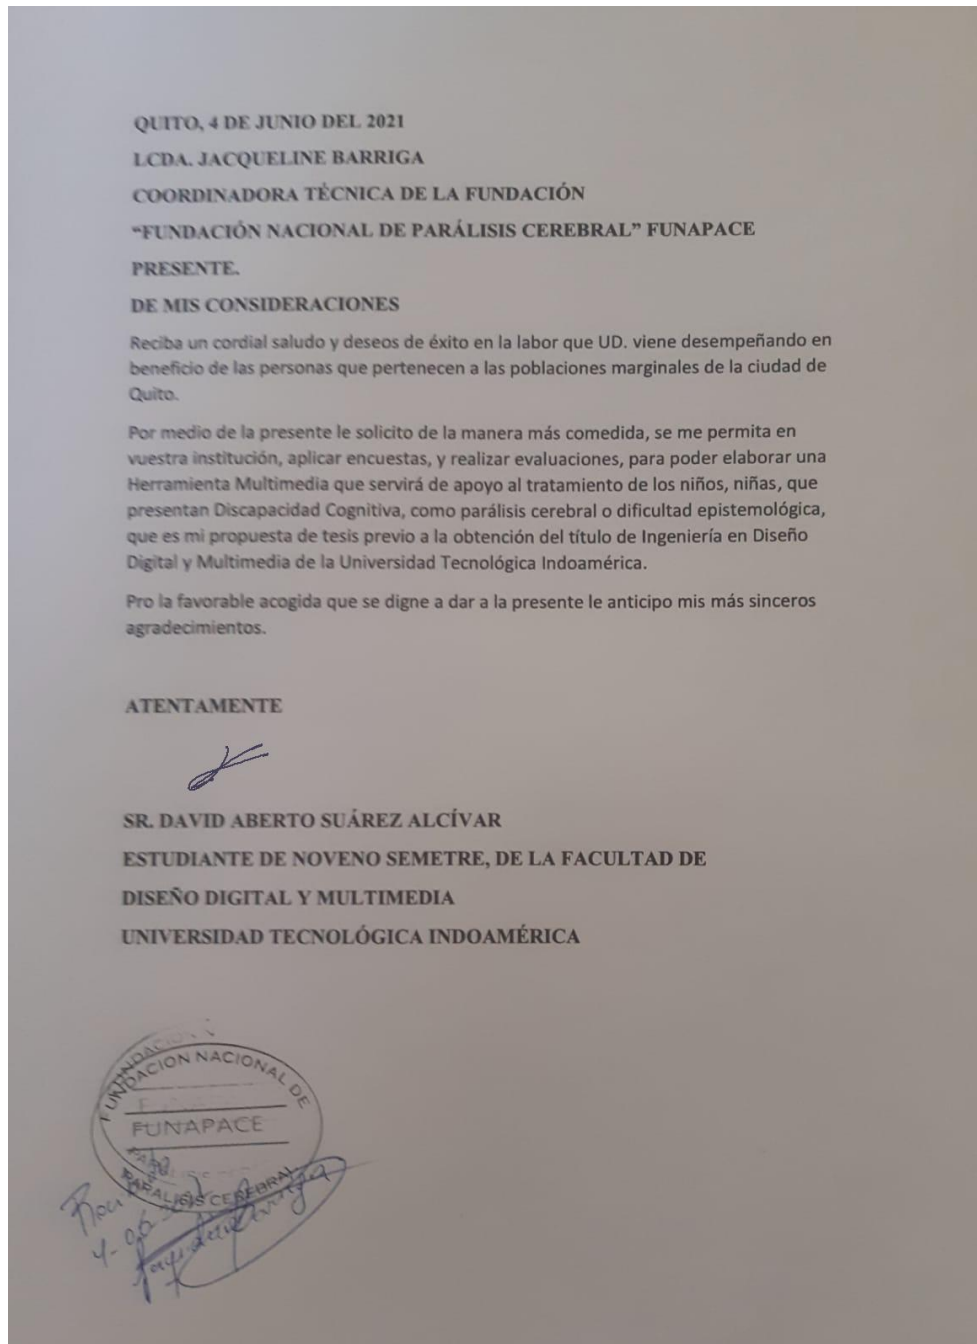 QUITO, 4 DE JUNIO DEL 2021
LCDA. JACQUELINE BARRIGA
COORDINADORA TÉCNICA DE LA FUNDACIÓN
“FUNDACIÓN NACIONAL DE PARÁLISIS CEREBRAL” FUNAPACE
PRESENTE.
DE MIS CONSIDERACIONES
Reciba un cordial saludo y deseos de éxito en la labor que UD. viene desempeñando en
beneficio de las personas que pertenecen a las poblaciones marginales de la ciudad de
Quito.
Por medio de la presente le solicito de la manera más comedida, se me permita en
vuestra institución, aplicar encuestas, y realizar evaluaciones, para poder elaborar una
Herramienta Multimedia que servirá de apoyo al tratamiento de los niños, niñas, que
presentan Discapacidad Cognitiva, como parálisis cerebral o dificultad epistemológica,
que es mi propuesta de tesis previo a la obtención del título de Ingeniería en Diseño
Digital y Multimedia de la Universidad Tecnológica Indoamérica.
Pro la favorable acogida que se digne a dar a la presente le anticipo mis más sinceros
agradecimientos.
ATENTAMENTE
SR. DAVID ABERTO SUÁREZ ALCÍVAR
ESTUDIANTE DE NOVENO SEMETRE, DE LA FACULTAD DE
DISEÑO DIGITAL Y MULTIMEDIA
UNIVERSIDAD TECNOLÓGICA INDOAMÉRICA
FUNDACION NACIONAL DE
FUNAPACE
PARALISIS CEREBRAL
4-06